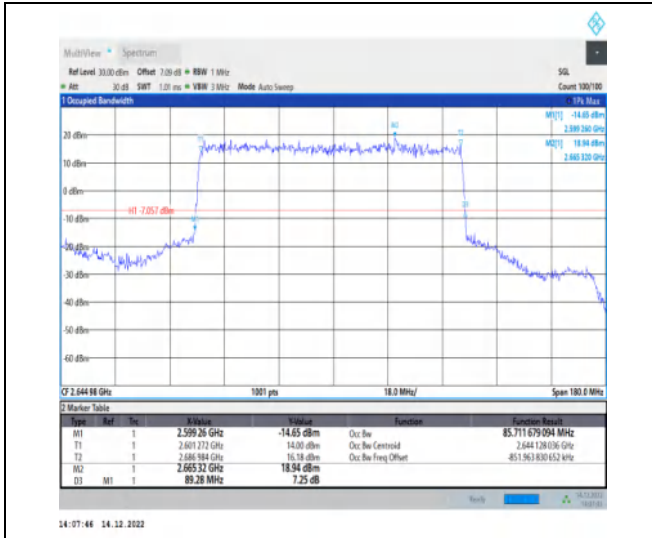 MultiView Spectrum
Ref Level 30.00 dBm Offset 7.09 dB RBW 1 MHz SGL
Att 30 dB SWT 1.01 ms VBW 3 MHz Mode Auto Sweep Count 100/100
1 Occupied Bandwidth 1Pk Max
M1[1] -14.65 dBm
2.599 260 GHz
20 dBm M2 T1 T2 M2[1] 18.94 dBm
2.665 320 GHz
10 dBm
0 dBm
H1 -7.057 dBm D3
-10 dBm M1
-20 dBm
-30 dBm
-40 dBm
-50 dBm
-60 dBm
CF 2.644 98 GHz 1001 pts 18.0 MHz/ Span 180.0 MHz
2 Marker Table
Type Ref Trc X-Value Y-Value Function Function Result
M1 1 2.599 26 GHz -14.65 dBm Occ Bw 85.711 679 094 MHz
T1 1 2.601 272 GHz 14.00 dBm Occ Bw Centroid 2.644 128 036 GHz
T2 1 2.686 984 GHz 16.18 dBm Occ Bw Freq Offset -851.963 830 652 kHz
M2 1 2.665 32 GHz 18.94 dBm
D3 M1 1 89.28 MHz 7.25 dB
Ready 14.12.2022
14:07:46 14.12.2022